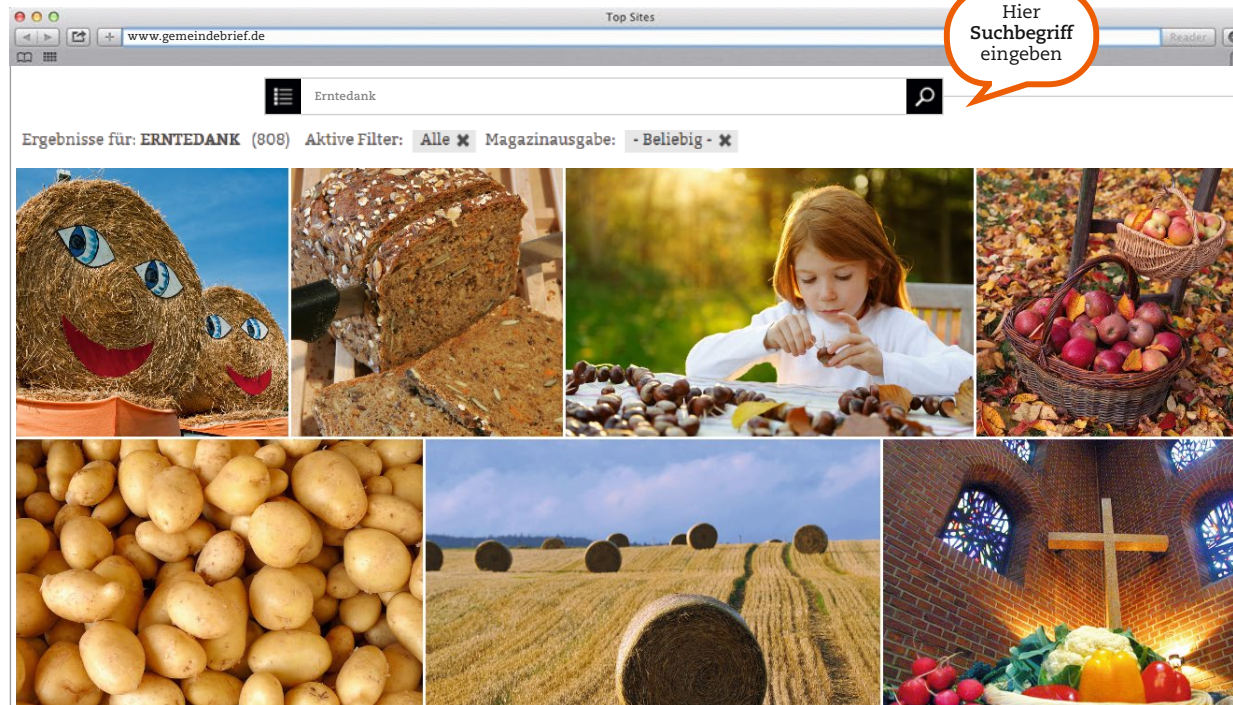 Top Sites
www.gemeindebrief.de
Reader
Hier
Suchbegriff
eingeben
Erntedank
Ergebnisse für: ERNTEDANK (808) Aktive Filter: Alle ✖ Magazinausgabe: - Beliebig - ✖